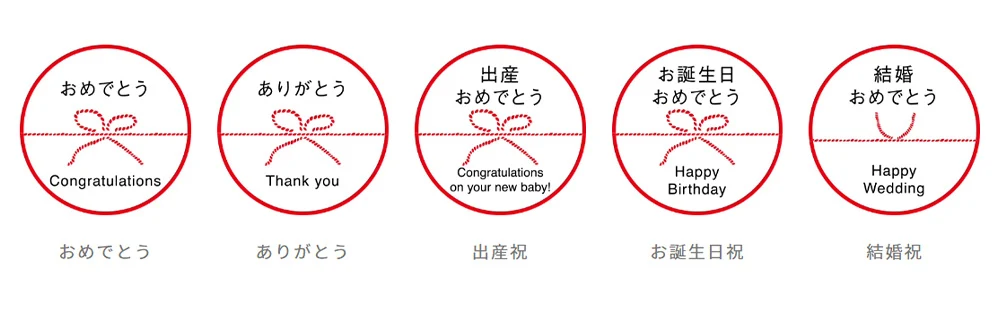 おめでとう
Congratulations
おめでとう
ありがとう
Thank you
ありがとう
出産
おめでとう
Congratulations
on your new baby!
出産祝
お誕生日
おめでとう
Happy
Birthday
お誕生日祝
結婚
おめでとう
Happy
Wedding
結婚祝